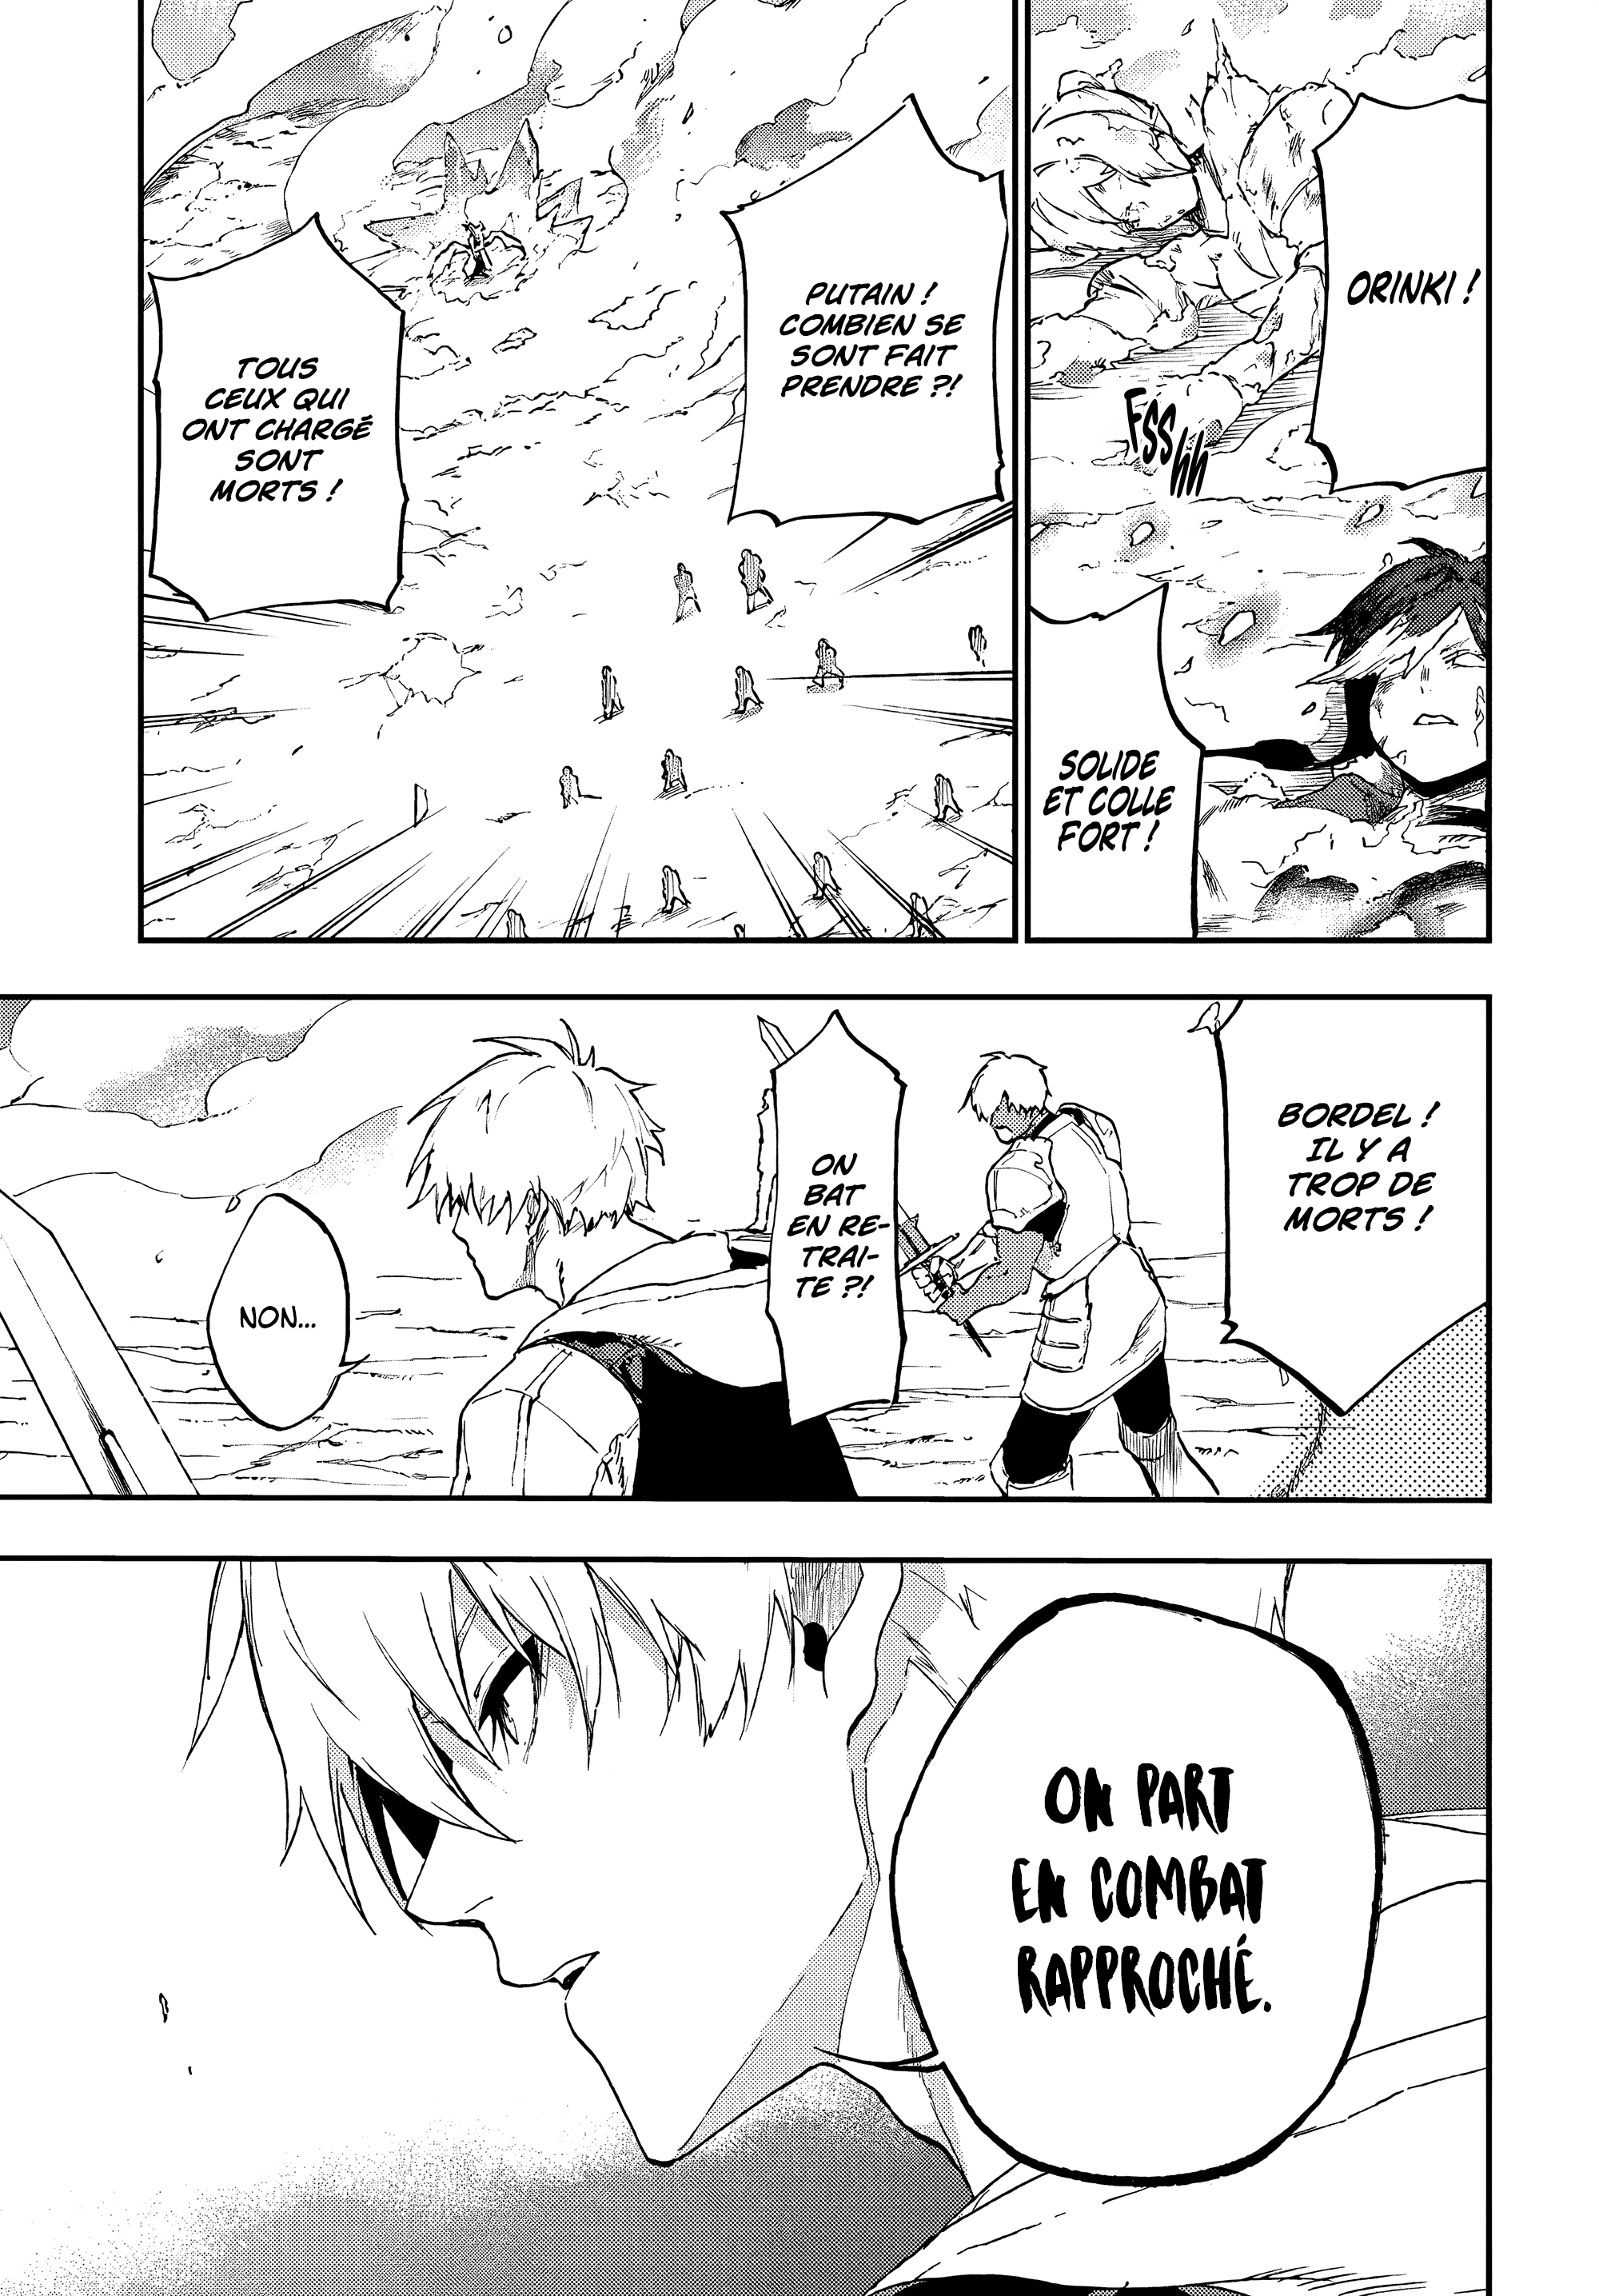 ORINKI !
FSShh
SOLIDE
ET COLLE
FORT !
PUTAIN !
COMBIEN SE
SONT FAIT
PRENDRE ?!
TOUS
CEUX QUI
ONT CHARGÉ
SONT
MORTS !
BORDEL !
IL Y A
TROP DE
MORTS !
ON
BAT
EN RE-
TRAI-
TE ?!
NON...
ON PART
EN COMBAT
RAPPROCHÉ.